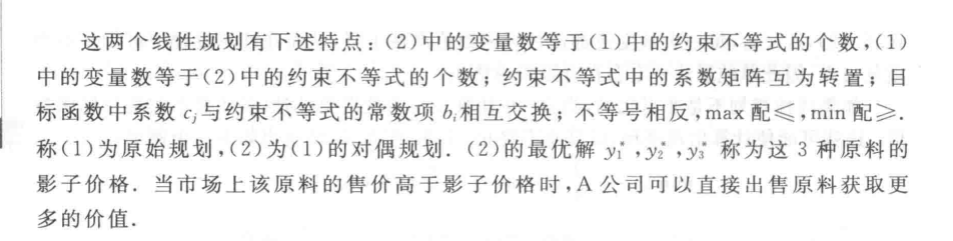 这两个线性规划有下述特点：(2)中的变量数等于(1)中的约束不等式的个数,(1)
中的变量数等于(2)中的约束不等式的个数；约束不等式中的系数矩阵互为转置；目
标函数中系数 cⱼ与约束不等式的常数项 bᵢ相互交换；不等号相反,max 配≤,min 配≥.
称(1)为原始规划,(2)为(1)的对偶规划. (2)的最优解 y₁*,y₂*,y₃* 称为这 3 种原料的
影子价格. 当市场上该原料的售价高于影子价格时,A 公司可以直接出售原料获取更
多的价值.